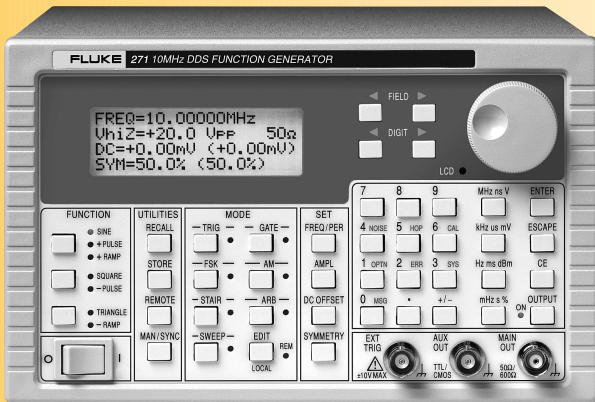 FLUKE 271 10MHz DDS FUNCTION GENERATOR
FREQ=10.00000MHz
VhiZ=+20.0 Vpp 50Ω
DC=+0.00mV (+0.00mV)
SYM=50.0% (50.0%)
◀ FIELD ▶
◀ DIGIT ▶
LCD
FUNCTION
SINE
+PULSE
+RAMP
SQUARE
−PULSE
TRIANGLE
−RAMP
O I
UTILITIES
RECALL
STORE
REMOTE
MAN/SYNC
MODE
TRIG GATE
FSK AM
STAIR ARB
SWEEP EDIT REM
LOCAL
SET
FREQ/PER
AMPL
DC OFFSET
SYMMETRY
7 8 9 MHz ns V ENTER
4 NOISE 5 HOP 6 CAL kHz us mV ESCAPE
1 OPTN 2 ERR 3 SYS Hz ms dBm CE
0 MSG • +/− mHz s % OUTPUT
ON
EXT TRIG
±10V MAX
AUX OUT
TTL/CMOS
MAIN OUT
50Ω/600Ω